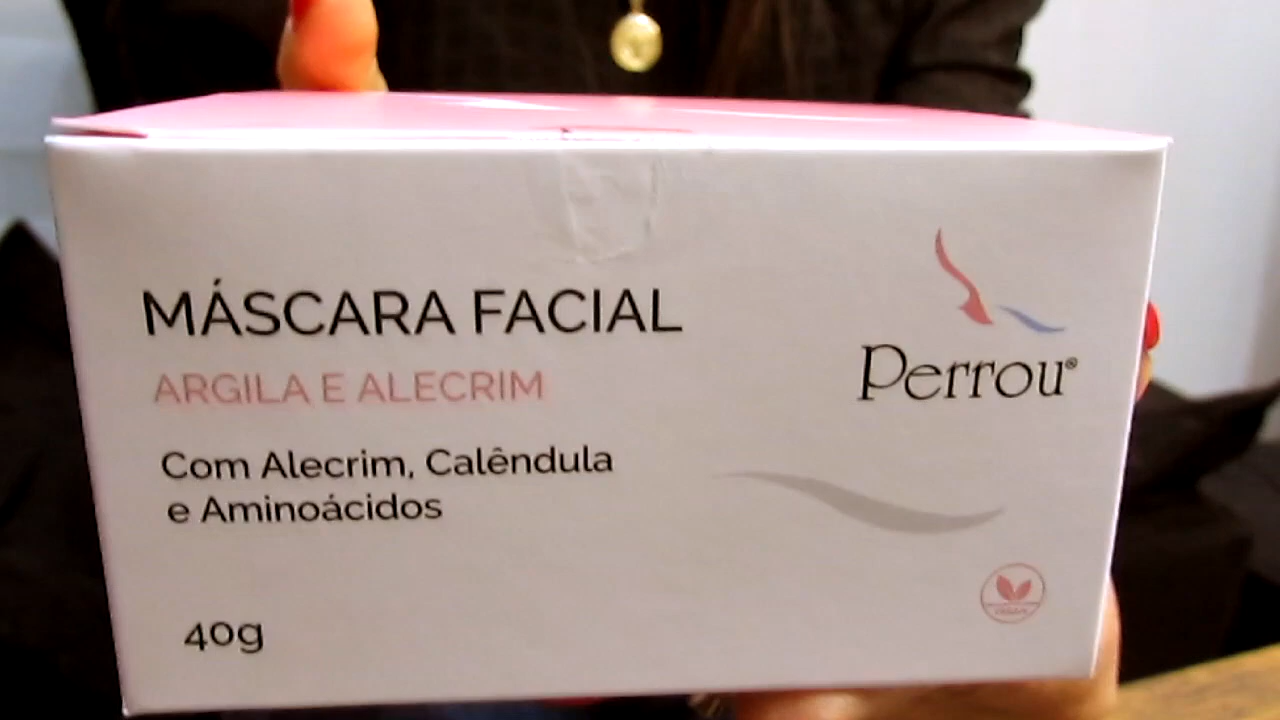 MÁSCARA FACIAL
ARGILA E ALECRIM
Com Alecrim, Calêndula
e Aminoácidos
40g
Perrou®